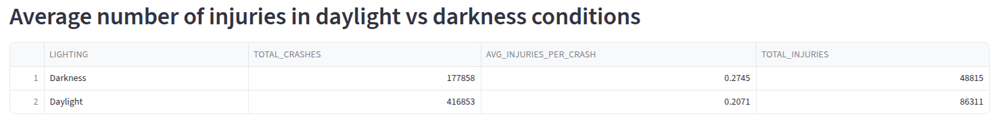 Average number of injuries in daylight vs darkness conditions
LIGHTING TOTAL_CRASHES AVG_INJURIES_PER_CRASH TOTAL_INJURIES
1 Darkness 177858 0.2745 48815
2 Daylight 416853 0.2071 86311